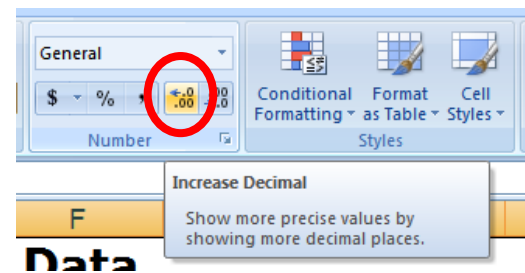 General
$ % ,
←.0 .00
.00 .0
Conditional Formatting
Format as Table
Cell Styles
Number
Styles
Increase Decimal
Show more precise values by
showing more decimal places.
F
Data